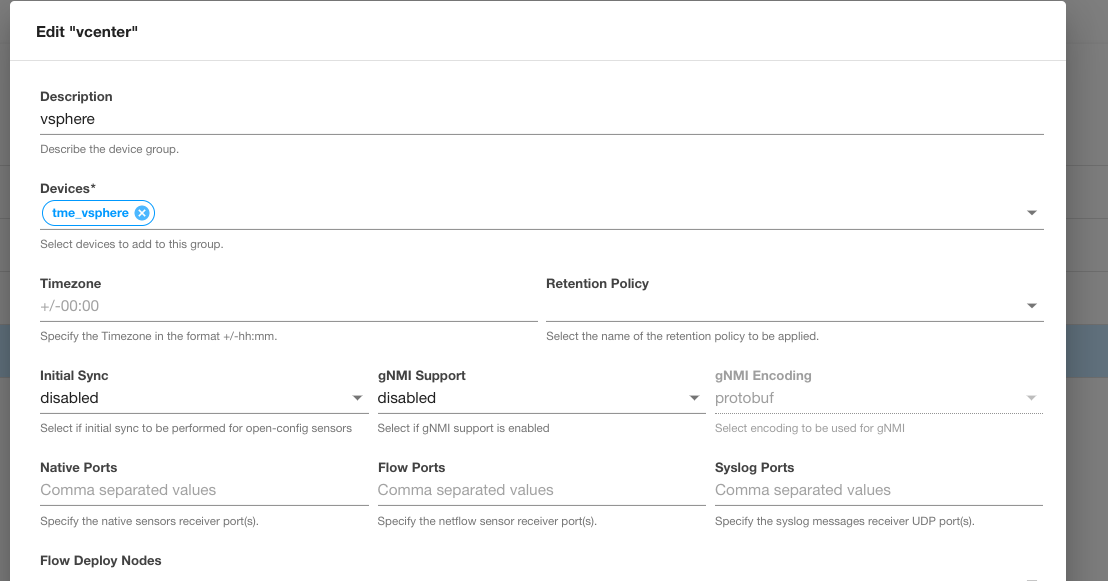 Edit "vcenter"
Description
vsphere
Describe the device group.
Devices*
tme_vsphere
Select devices to add to this group.
Timezone Retention Policy
+/-00:00
Specify the Timezone in the format +/-hh:mm. Select the name of the retention policy to be applied.
Initial Sync gNMI Support gNMI Encoding
disabled disabled protobuf
Select if initial sync to be performed for open-config sensors Select if gNMI support is enabled Select encoding to be used for gNMI
Native Ports Flow Ports Syslog Ports
Comma separated values Comma separated values Comma separated values
Specify the native sensors receiver port(s). Specify the netflow sensor receiver port(s). Specify the syslog messages receiver UDP port(s).
Flow Deploy Nodes